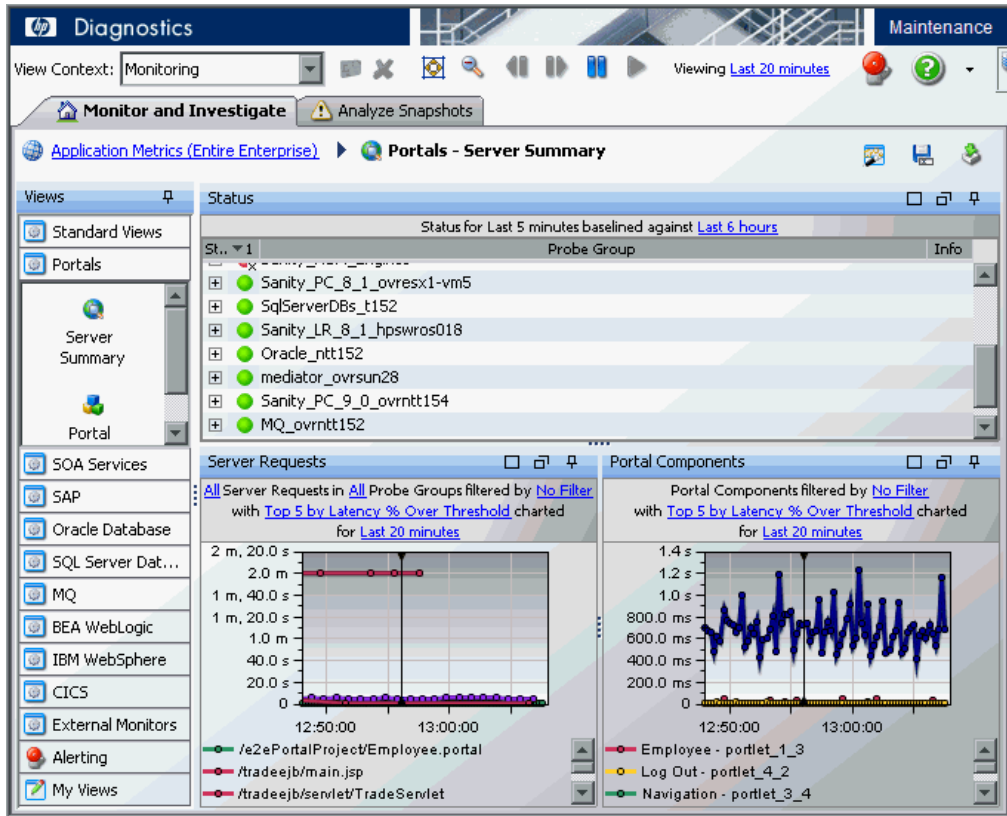 hp Diagnostics
Maintenance
View Context: Monitoring
Viewing Last 20 minutes
Monitor and Investigate
Analyze Snapshots
Application Metrics (Entire Enterprise)
Portals - Server Summary
Views
Standard Views
Portals
Server
Summary
Portal
SOA Services
SAP
Oracle Database
SQL Server Dat...
MQ
BEA WebLogic
IBM WebSphere
CICS
External Monitors
Alerting
My Views
Status
Status for Last 5 minutes baselined against Last 6 hours
St.. 1 Probe Group Info
Sanity_PC_8_1_ovresx1-vm5
SqlServerDBs_t152
Sanity_LR_8_1_hpswros018
Oracle_ntt152
mediator_ovrsun28
Sanity_PC_9_0_ovrntt154
MQ_ovrntt152
Server Requests
All Server Requests in All Probe Groups filtered by No Filter
with Top 5 by Latency % Over Threshold charted
for Last 20 minutes
2 m, 20.0 s
2.0 m
1 m, 40.0 s
1 m, 20.0 s
1.0 m
40.0 s
20.0 s
0
12:50:00 13:00:00
/e2ePortalProject/Employee.portal
/tradeejb/main.jsp
/tradeejb/servlet/TradeServlet
Portal Components
Portal Components filtered by No Filter
with Top 5 by Latency % Over Threshold charted
for Last 20 minutes
1.4 s
1.2 s
1.0 s
800.0 ms
600.0 ms
400.0 ms
200.0 ms
0
12:50:00 13:00:00
Employee - portlet_1_3
Log Out - portlet_4_2
Navigation - portlet_3_4